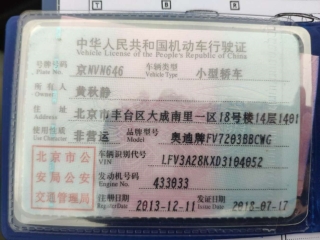 中华人民共和国机动车行驶证
Vehicle License of the People's Republic of China
号牌号码 京NVN646 车辆类型 小型轿车
Plate No. Vehicle Type
所有人 黄秋静
Owner
住址 北京市丰台区大成南里一区18号楼14层1401
Address
使用性质 非营运 品牌型号 奥迪牌FV7203BBCWG
Use Character Model
北京市公安局公安交通管理局
车辆识别代号 LFV3A28KXD3104052
VIN
发动机号码 433033
Engine No.
注册日期 2013-12-11 发证日期 2018-07-17
Register Date Issue Date